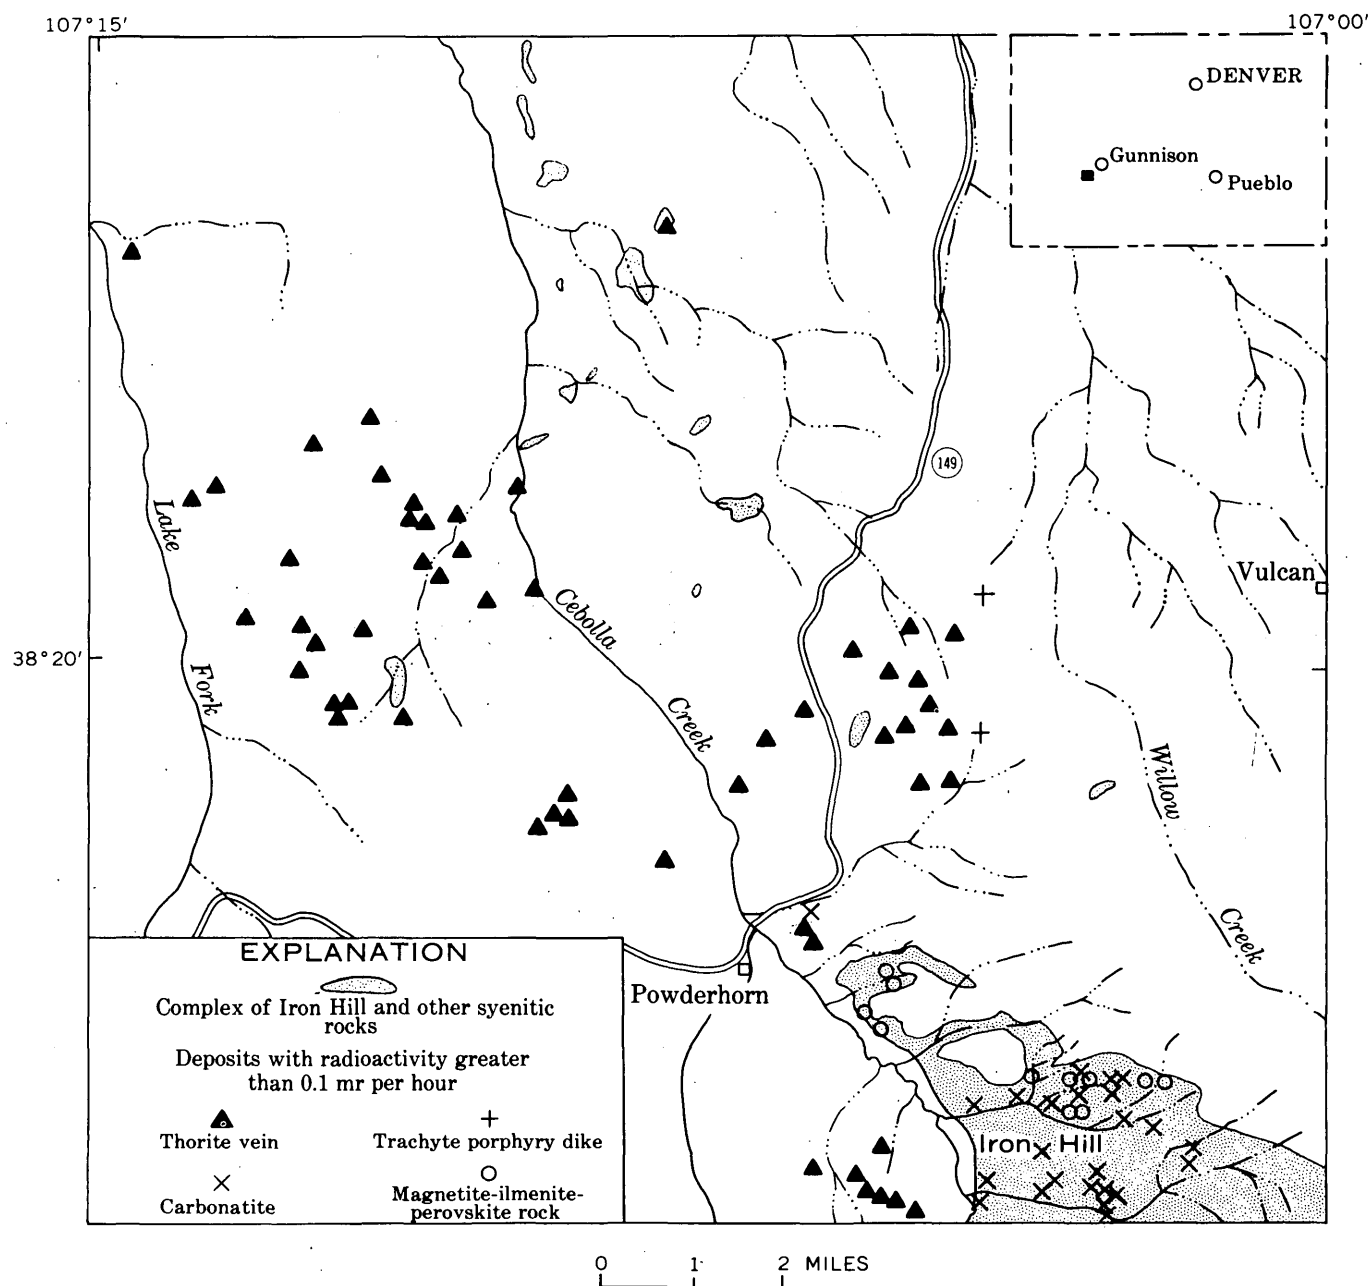 107°15'
107°00'
DENVER
Gunnison
Pueblo
149
Lake
Fork
Vulcan
Cebolla
Creek
38°20'
Willow
Creek
Powderhorn
Iron Hill
EXPLANATION
Complex of Iron Hill and other syenitic
rocks
Deposits with radioactivity greater
than 0.1 mr per hour
Thorite vein
Trachyte porphyry dike
Carbonatite
Magnetite-ilmenite-
perovskite rock
0 1 2 MILES